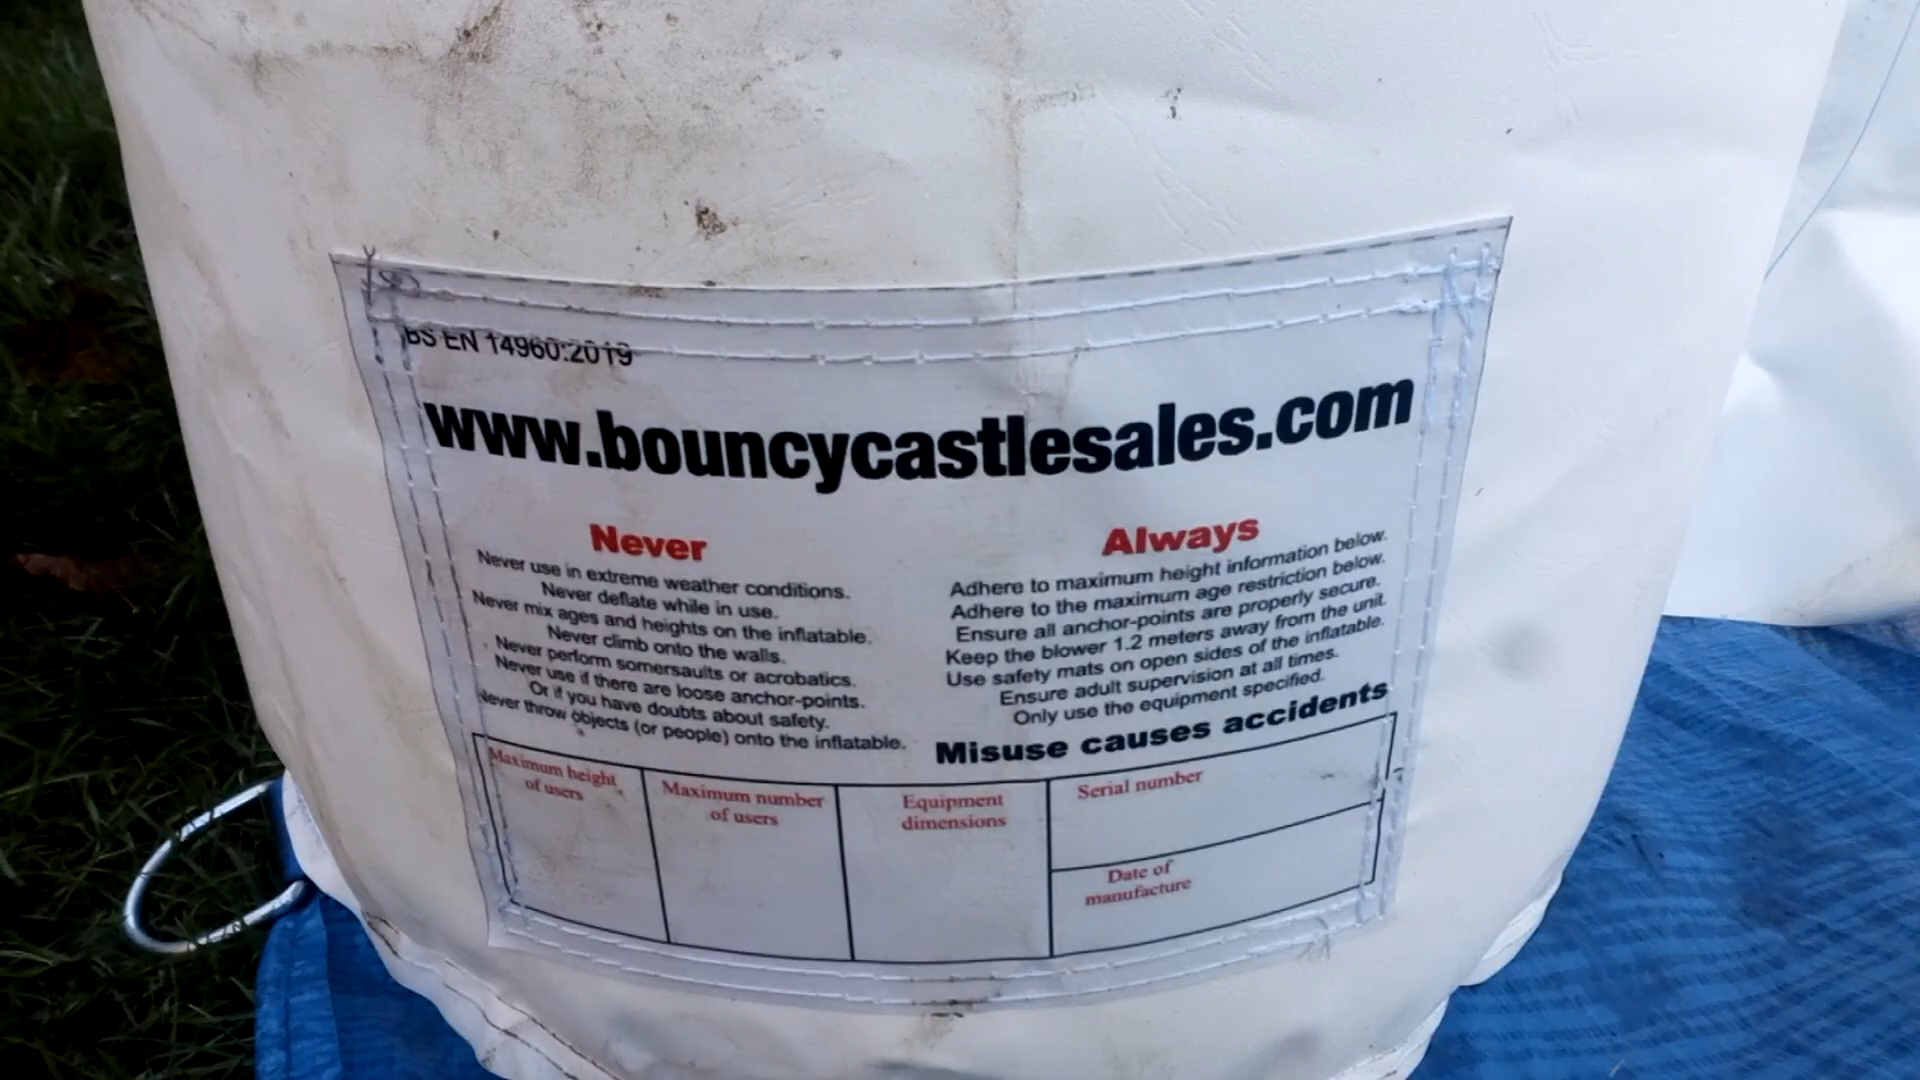 BS EN 14960:2019
www.bouncycastlesales.com
Never
Never use in extreme weather conditions.
Never deflate while in use.
Never mix ages and heights on the inflatable.
Never climb onto the walls.
Never perform somersaults or acrobatics.
Never use if there are loose anchor-points.
Or if you have doubts about safety.
Never throw objects (or people) onto the inflatable.
Always
Adhere to maximum height information below.
Adhere to the maximum age restriction below.
Ensure all anchor-points are properly secure.
Keep the blower 1.2 meters away from the unit.
Use safety mats on open sides of the inflatable.
Ensure adult supervision at all times.
Only use the equipment specified.
Misuse causes accidents
Maximum height
of users
Maximum number
of users
Equipment
dimensions
Serial number
Date of
manufacture